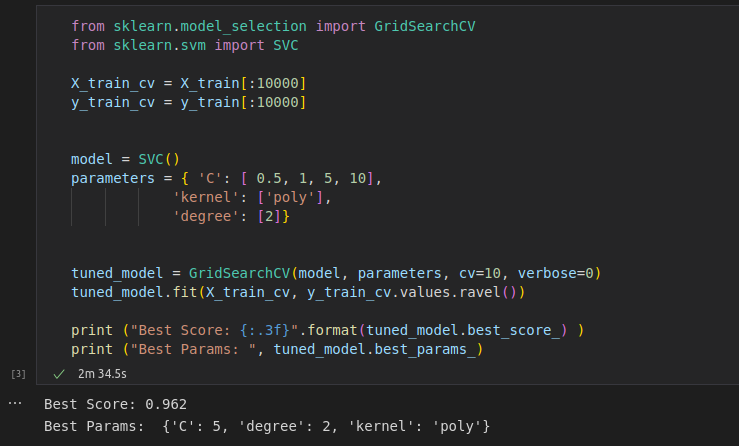 from sklearn.model_selection import GridSearchCV
from sklearn.svm import SVC
X_train_cv = X_train[:10000]
y_train_cv = y_train[:10000]
model = SVC()
parameters = { 'C': [ 0.5, 1, 5, 10],
'kernel': ['poly'],
'degree': [2]}
tuned_model = GridSearchCV(model, parameters, cv=10, verbose=0)
tuned_model.fit(X_train_cv, y_train_cv.values.ravel())
print ("Best Score: {:.3f}".format(tuned_model.best_score_) )
print ("Best Params: ", tuned_model.best_params_)
[3] ✓ 2m 34.5s
··· Best Score: 0.962
Best Params:  {'C': 5, 'degree': 2, 'kernel': 'poly'}